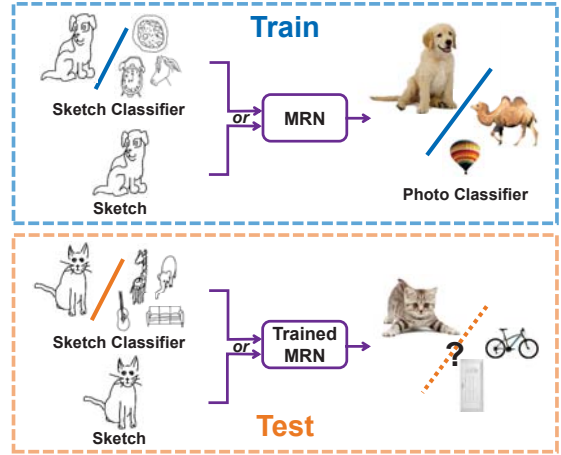 Train
Sketch Classifier
or
MRN
Sketch
Photo Classifier
Sketch Classifier
or
Trained
MRN
?
Sketch
Test